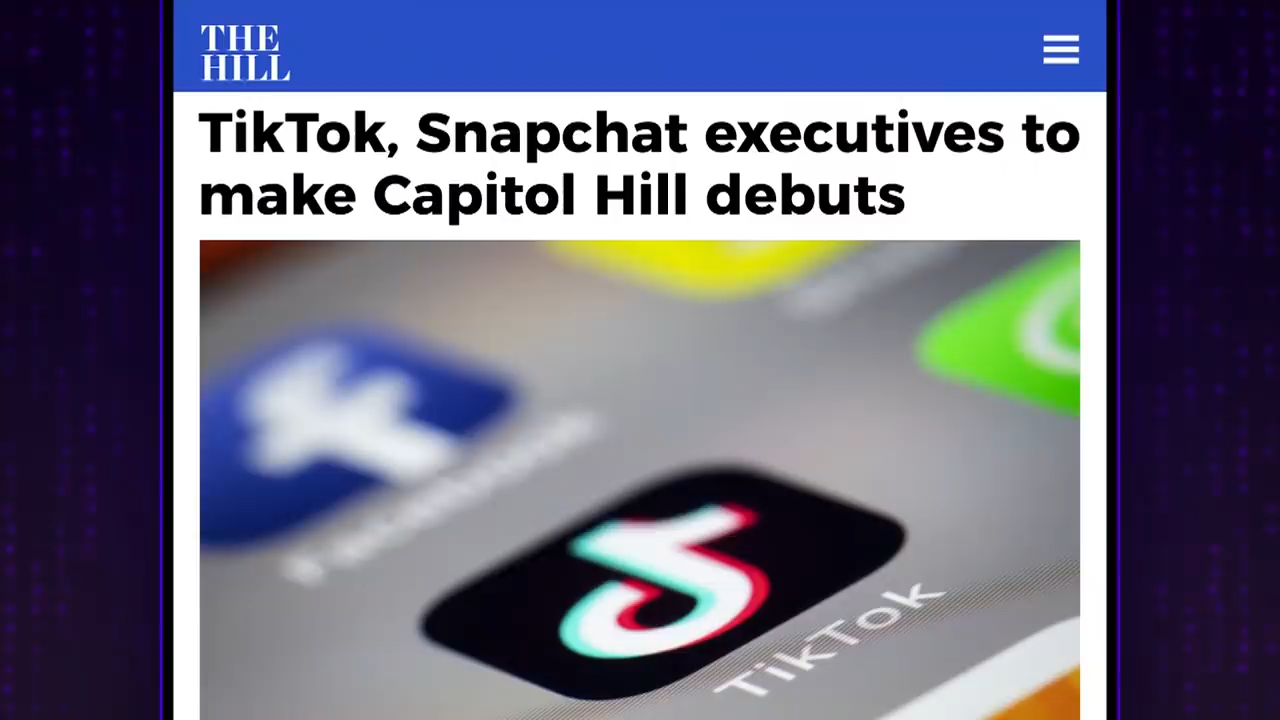 THE
HILL
TikTok, Snapchat executives to
make Capitol Hill debuts
TikTok